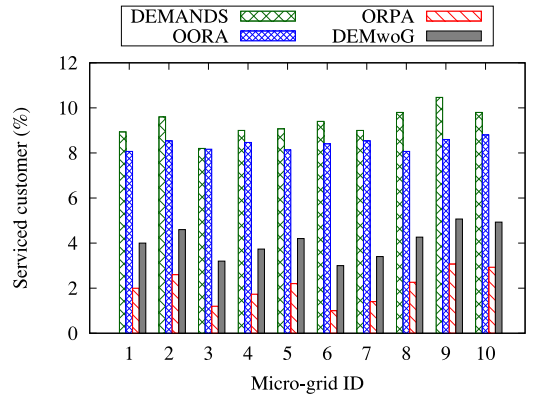 DEMANDS ORPA
OORA DEMwoG
12
10
8
6
4
2
0
Serviced customer (%)
1 2 3 4 5 6 7 8 9 10
Micro-grid ID